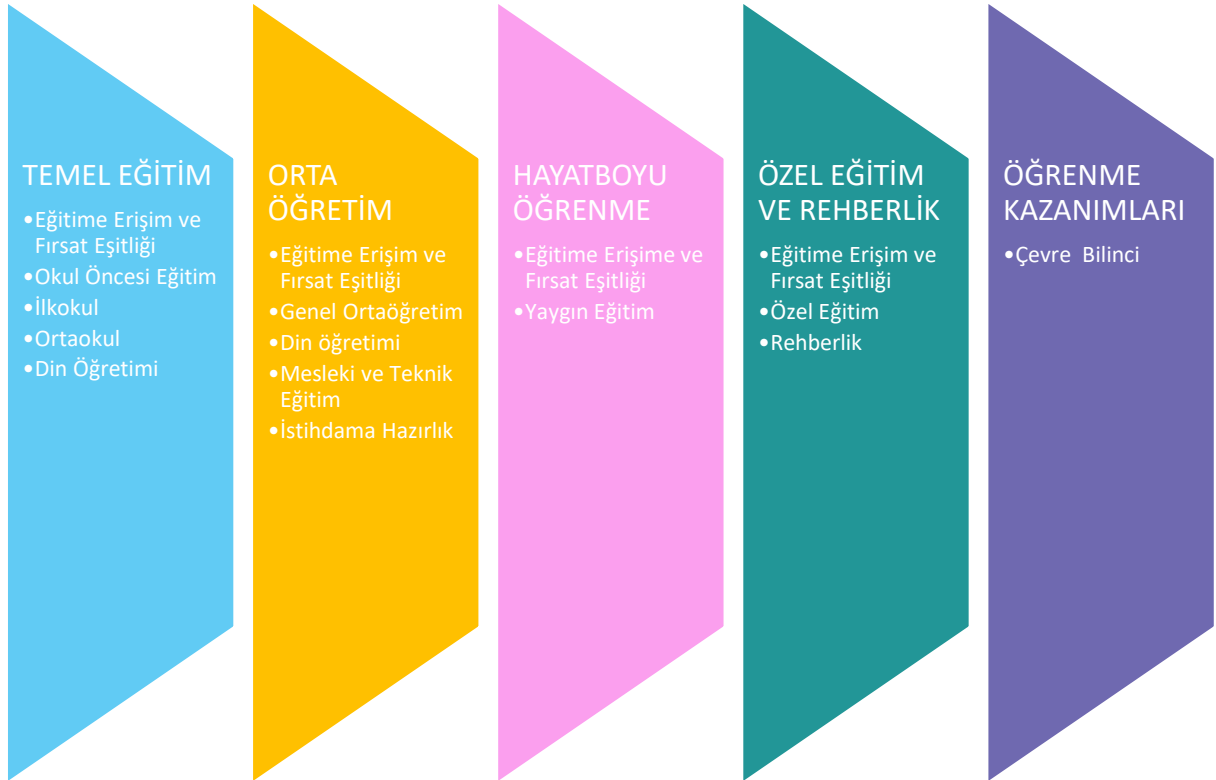 TEMEL EĞİTİM
•Eğitime Erişim ve
Fırsat Eşitliği
•Okul Öncesi Eğitim
•İlkokul
•Ortaokul
•Din Öğretimi
ORTA
ÖĞRETİM
•Eğitime Erişim ve
Fırsat Eşitliği
•Genel Ortaöğretim
•Din öğretimi
•Mesleki ve Teknik
Eğitim
•İstihdama Hazırlık
HAYATBOYU
ÖĞRENME
•Eğitime Erişime ve
Fırsat Eşitliği
•Yaygın Eğitim
ÖZEL EĞİTİM
VE REHBERLİK
•Eğitime Erişim ve
Fırsat Eşitliği
•Özel Eğitim
•Rehberlik
ÖĞRENME
KAZANIMLARI
•Çevre  Bilinci